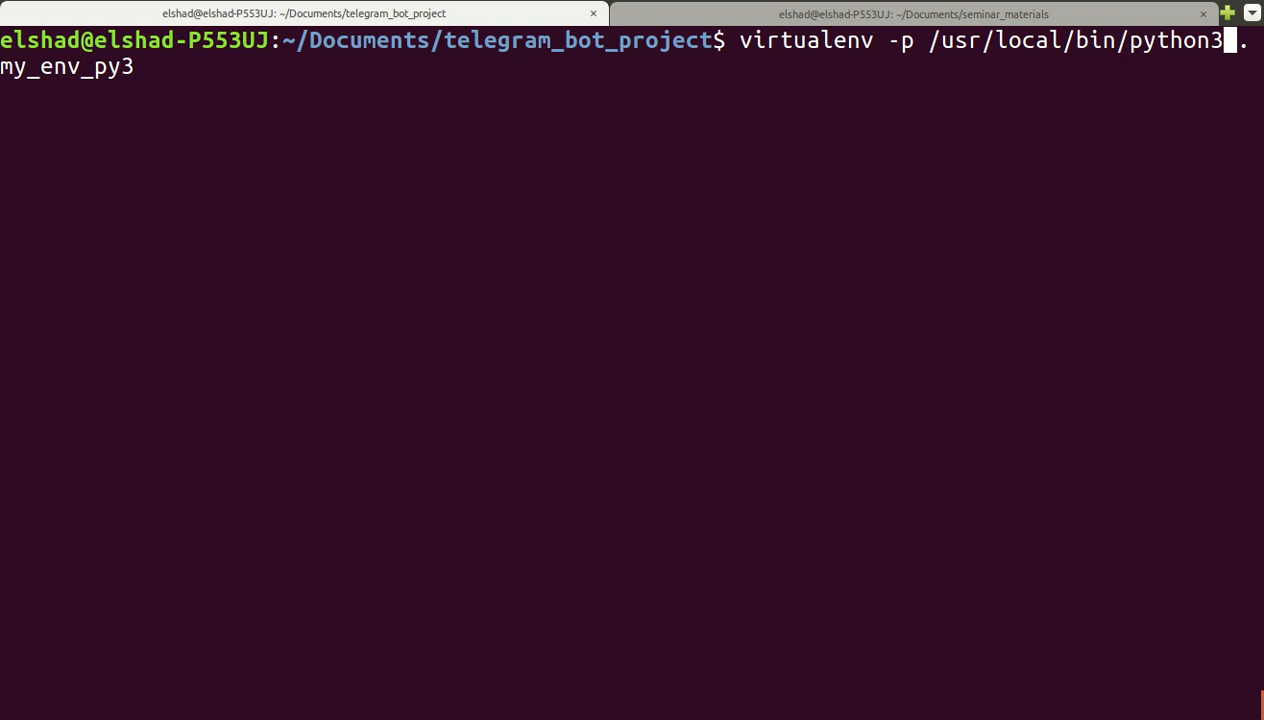 elshad@elshad-P553UJ: ~/Documents/telegram_bot_project × elshad@elshad-P553UJ: ~/Documents/seminar_materials ×
elshad@elshad-P553UJ:~/Documents/telegram_bot_project$ virtualenv -p /usr/local/bin/python3 .
my_env_py3